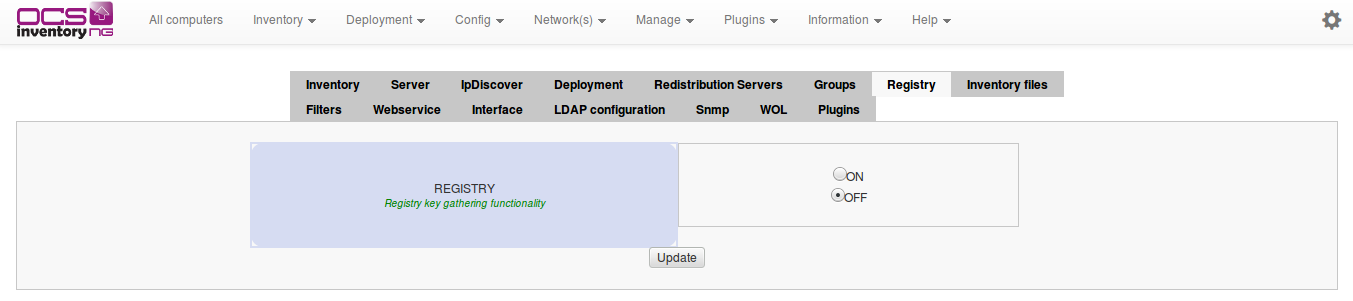 OCS
inventory NG
All computers Inventory Deployment Config Network(s) Manage Plugins Information Help
Inventory Server IpDiscover Deployment Redistribution Servers Groups Registry Inventory files
Filters Webservice Interface LDAP configuration Snmp WOL Plugins
REGISTRY
Registry key gathering functionality
ON
OFF
Update